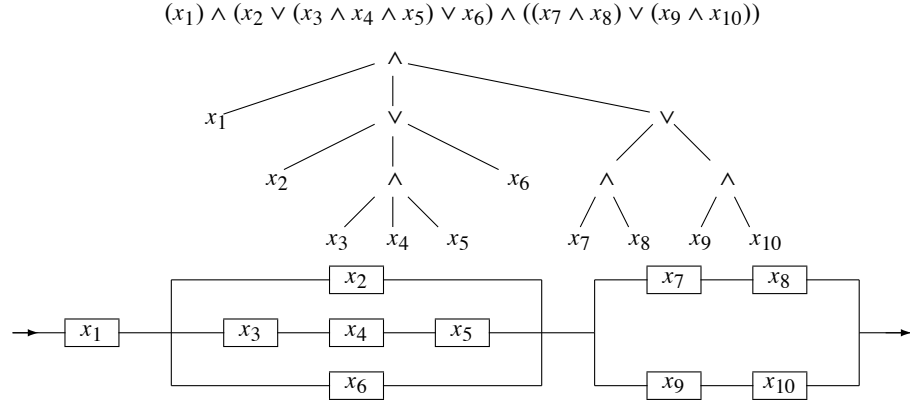 (x₁) ∧ (x₂ ∨ (x₃ ∧ x₄ ∧ x₅) ∨ x₆) ∧ ((x₇ ∧ x₈) ∨ (x₉ ∧ x₁₀))
∧
x₁ ∨ ∨
x₂ ∧ x₆ ∧ ∧
x₃ x₄ x₅ x₇ x₈ x₉ x₁₀
x₂ x₇ x₈
x₁ x₃ x₄ x₅
x₆ x₉ x₁₀